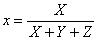 x = X / (X + Y + Z)